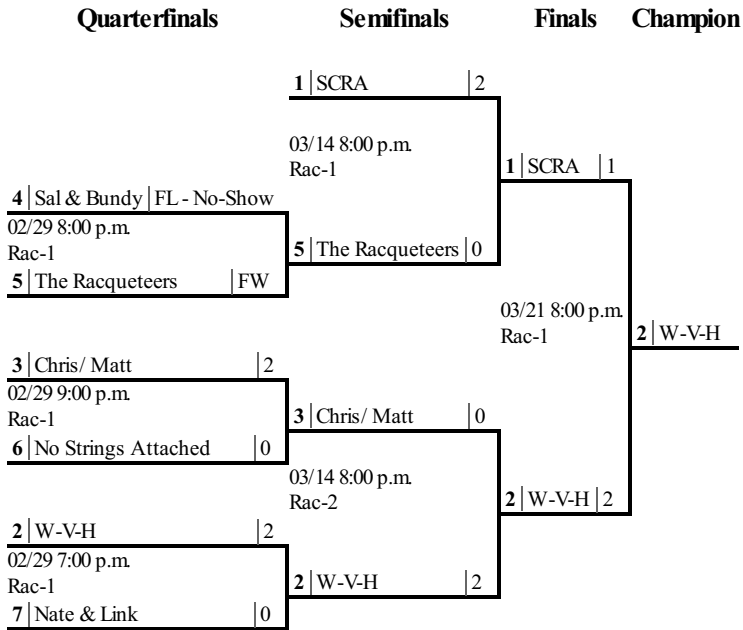 Quarterfinals Semifinals Finals Champion
1 SCRA 2
03/14 8:00 p.m.
Rac-1
1 SCRA 1
4 Sal & Bundy FL - No-Show
02/29 8:00 p.m.
Rac-1
5 The Racqueteers 0
5 The Racqueteers FW
03/21 8:00 p.m.
Rac-1
2 W-V-H
3 Chris/ Matt 2
02/29 9:00 p.m.
Rac-1
3 Chris/ Matt 0
6 No Strings Attached 0
03/14 8:00 p.m.
Rac-2
2 W-V-H 2
2 W-V-H 2
02/29 7:00 p.m.
Rac-1
2 W-V-H 2
7 Nate & Link 0